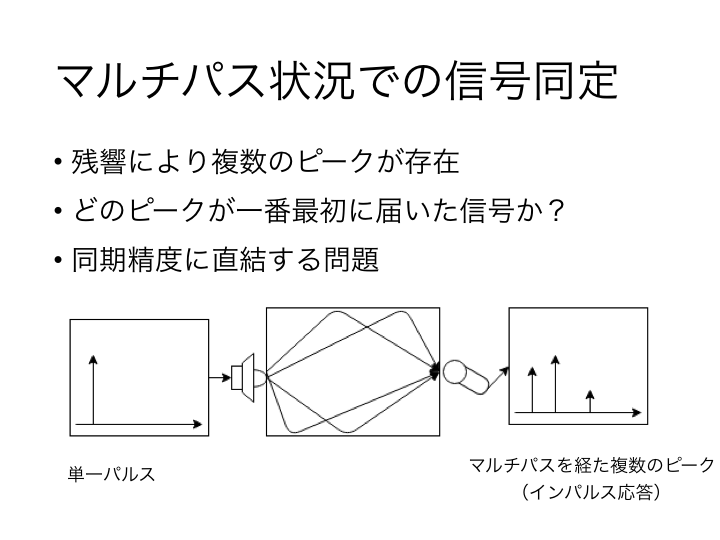 マルチパス状況での信号同定
• 残響により複数のピークが存在
• どのピークが一番最初に届いた信号か？
• 同期精度に直結する問題
単一パルス
マルチパスを経た複数のピーク
（インパルス応答）